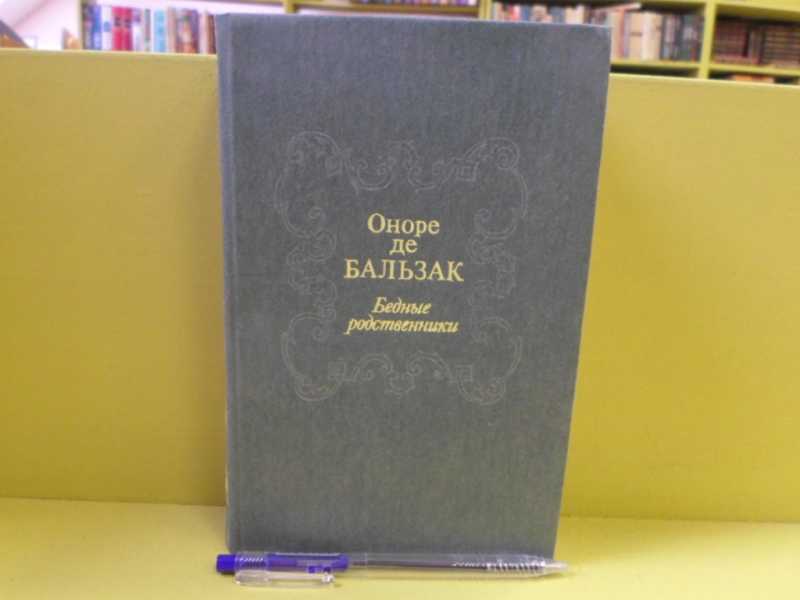 Оноре
де
БАЛЬЗАК
Бедные
родственники